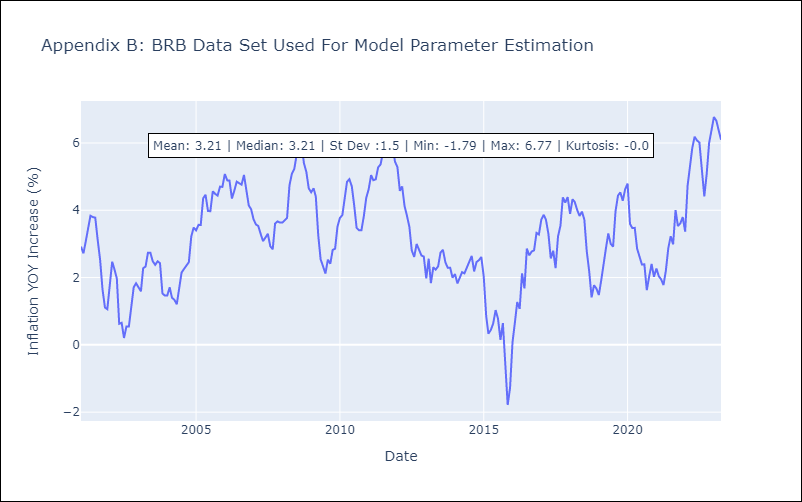 Appendix B: BRB Data Set Used For Model Parameter Estimation
Mean: 3.21 | Median: 3.21 | St Dev :1.5 | Min: -1.79 | Max: 6.77 | Kurtosis: -0.0
Inflation YOY Increase (%)
6
4
2
0
−2
2005
2010
2015
2020
Date